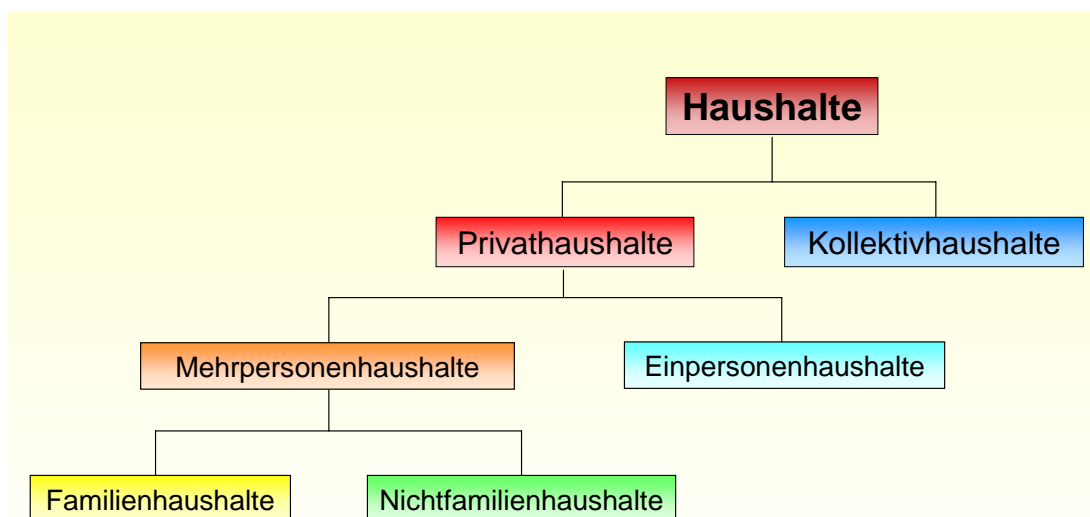 Haushalte
Privathaushalte
Kollektivhaushalte
Mehrpersonenhaushalte
Einpersonenhaushalte
Familienhaushalte
Nichtfamilienhaushalte